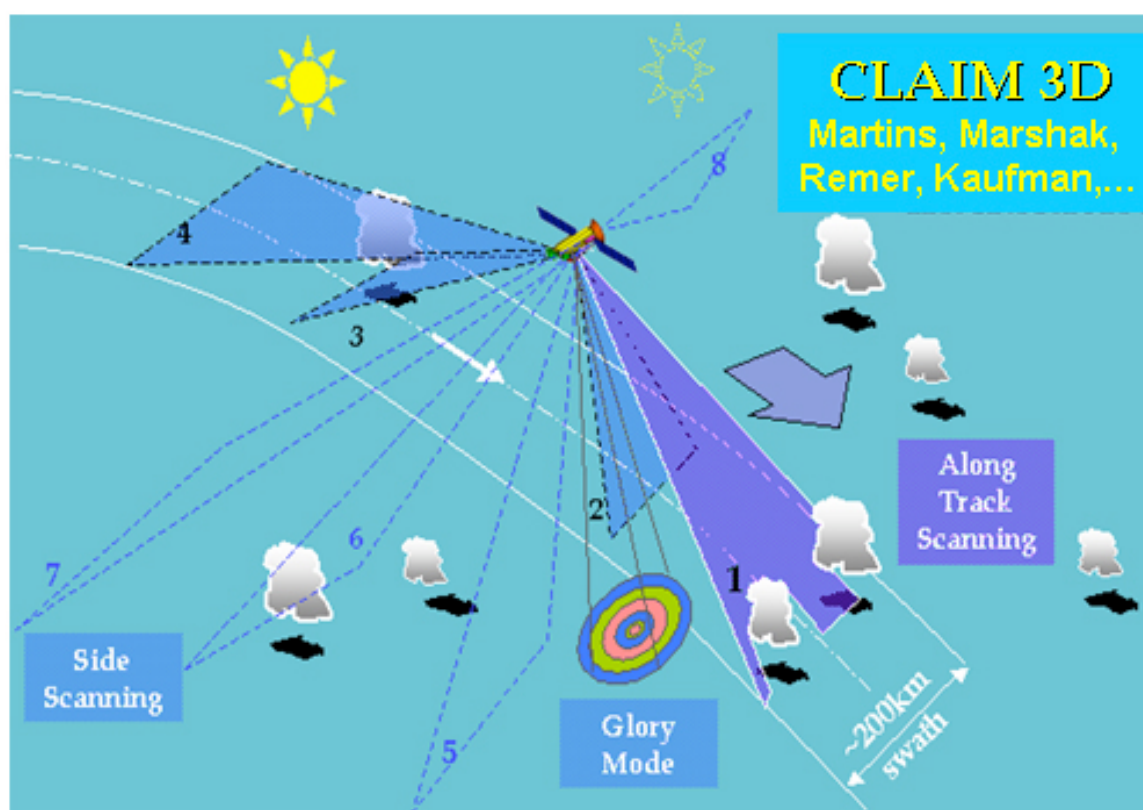 CLAIM 3D
Martins, Marshak,
Remer, Kaufman,...
8
4
3
Along
Track
Scanning
2
6
7
1
Side
Scanning
Glory
Mode
5
~200km
swath